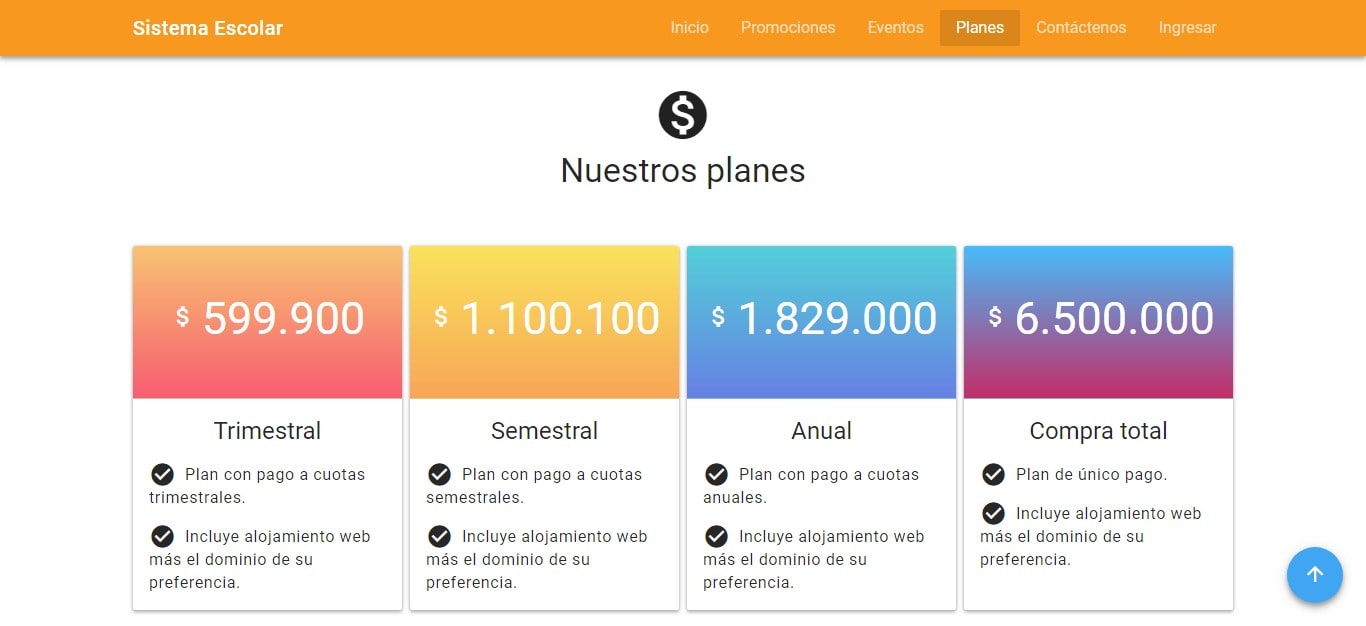 Sistema Escolar
Inicio
Promociones
Eventos
Planes
Contáctenos
Ingresar
Nuestros planes
$ 599.900
Trimestral
Plan con pago a cuotas
trimestrales.
Incluye alojamiento web
más el dominio de su
preferencia.
$ 1.100.100
Semestral
Plan con pago a cuotas
semestrales.
Incluye alojamiento web
más el dominio de su
preferencia.
$ 1.829.000
Anual
Plan con pago a cuotas
anuales.
Incluye alojamiento web
más el dominio de su
preferencia.
$ 6.500.000
Compra total
Plan de único pago.
Incluye alojamiento web
más el dominio de su
preferencia.